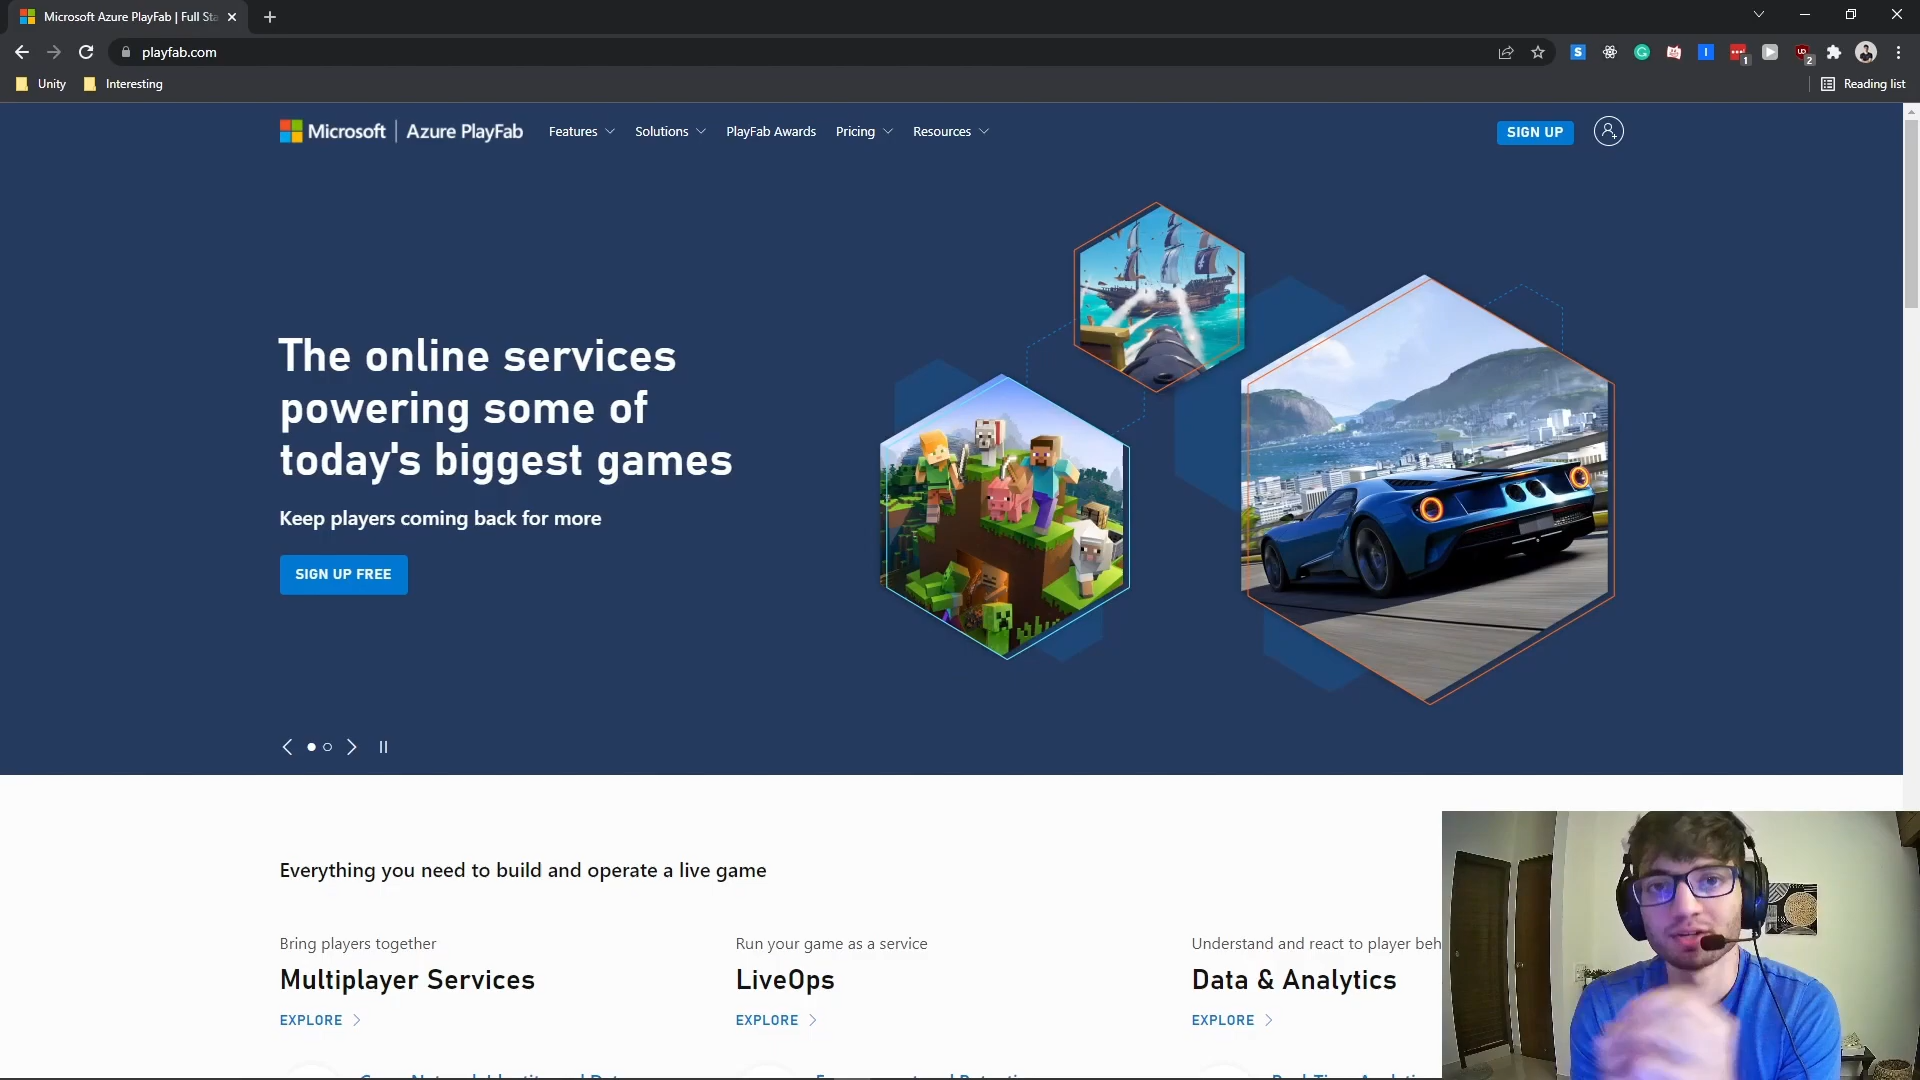 Microsoft Azure PlayFab | Full Sta
playfab.com
1
2
Unity
Interesting
Reading list
Microsoft | Azure PlayFab
Features
Solutions
PlayFab Awards
Pricing
Resources
SIGN UP
The online services
powering some of
today's biggest games
Keep players coming back for more
SIGN UP FREE
Everything you need to build and operate a live game
Bring players together
Multiplayer Services
EXPLORE
Run your game as a service
LiveOps
EXPLORE
Understand and react to player beh
Data & Analytics
EXPLORE